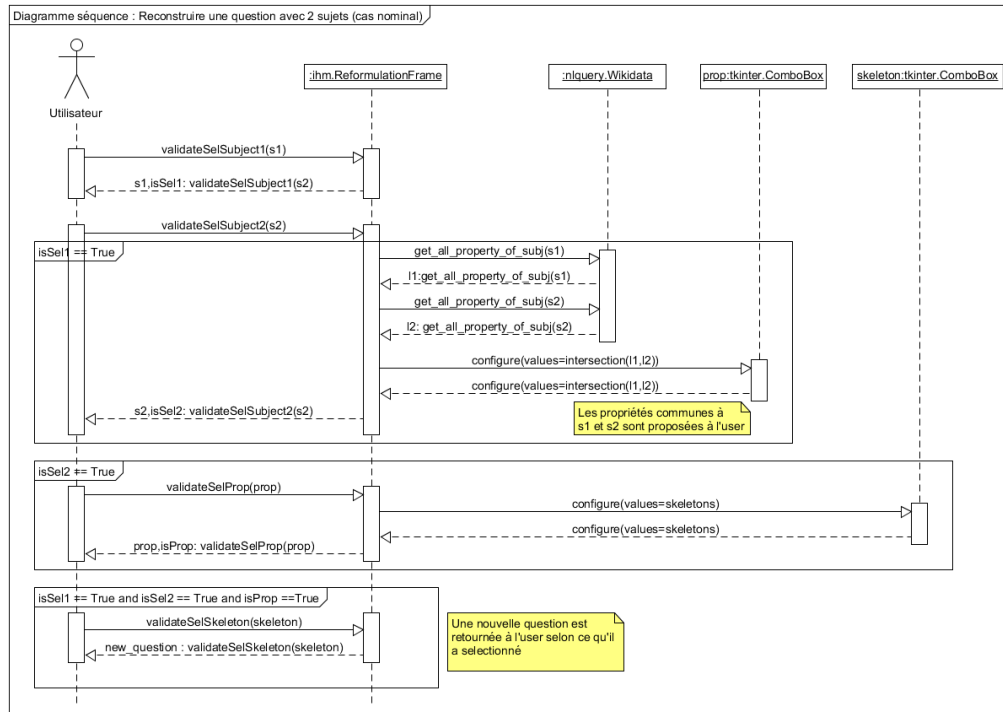 Diagramme séquence : Reconstruire une question avec 2 sujets (cas nominal)
Utilisateur
:ihm.ReformulationFrame
:nlquery.Wikidata
prop:tkinter.ComboBox
skeleton:tkinter.ComboBox
validateSelSubject1(s1)
s1,isSel1: validateSelSubject1(s2)
validateSelSubject2(s2)
isSel1 == True
get_all_property_of_subj(s1)
l1:get_all_property_of_subj(s1)
get_all_property_of_subj(s2)
l2: get_all_property_of_subj(s2)
configure(values=intersection(l1,l2))
configure(values=intersection(l1,l2))
s2,isSel2: validateSelSubject2(s2)
Les propriétés communes à
s1 et s2 sont proposées à l'user
isSel2 == True
validateSelProp(prop)
configure(values=skeletons)
configure(values=skeletons)
prop,isProp: validateSelProp(prop)
isSel1 == True and isSel2 == True and isProp ==True
validateSelSkeleton(skeleton)
new_question : validateSelSkeleton(skeleton)
Une nouvelle question est
retournée à l'user selon ce qu'il
a selectionné